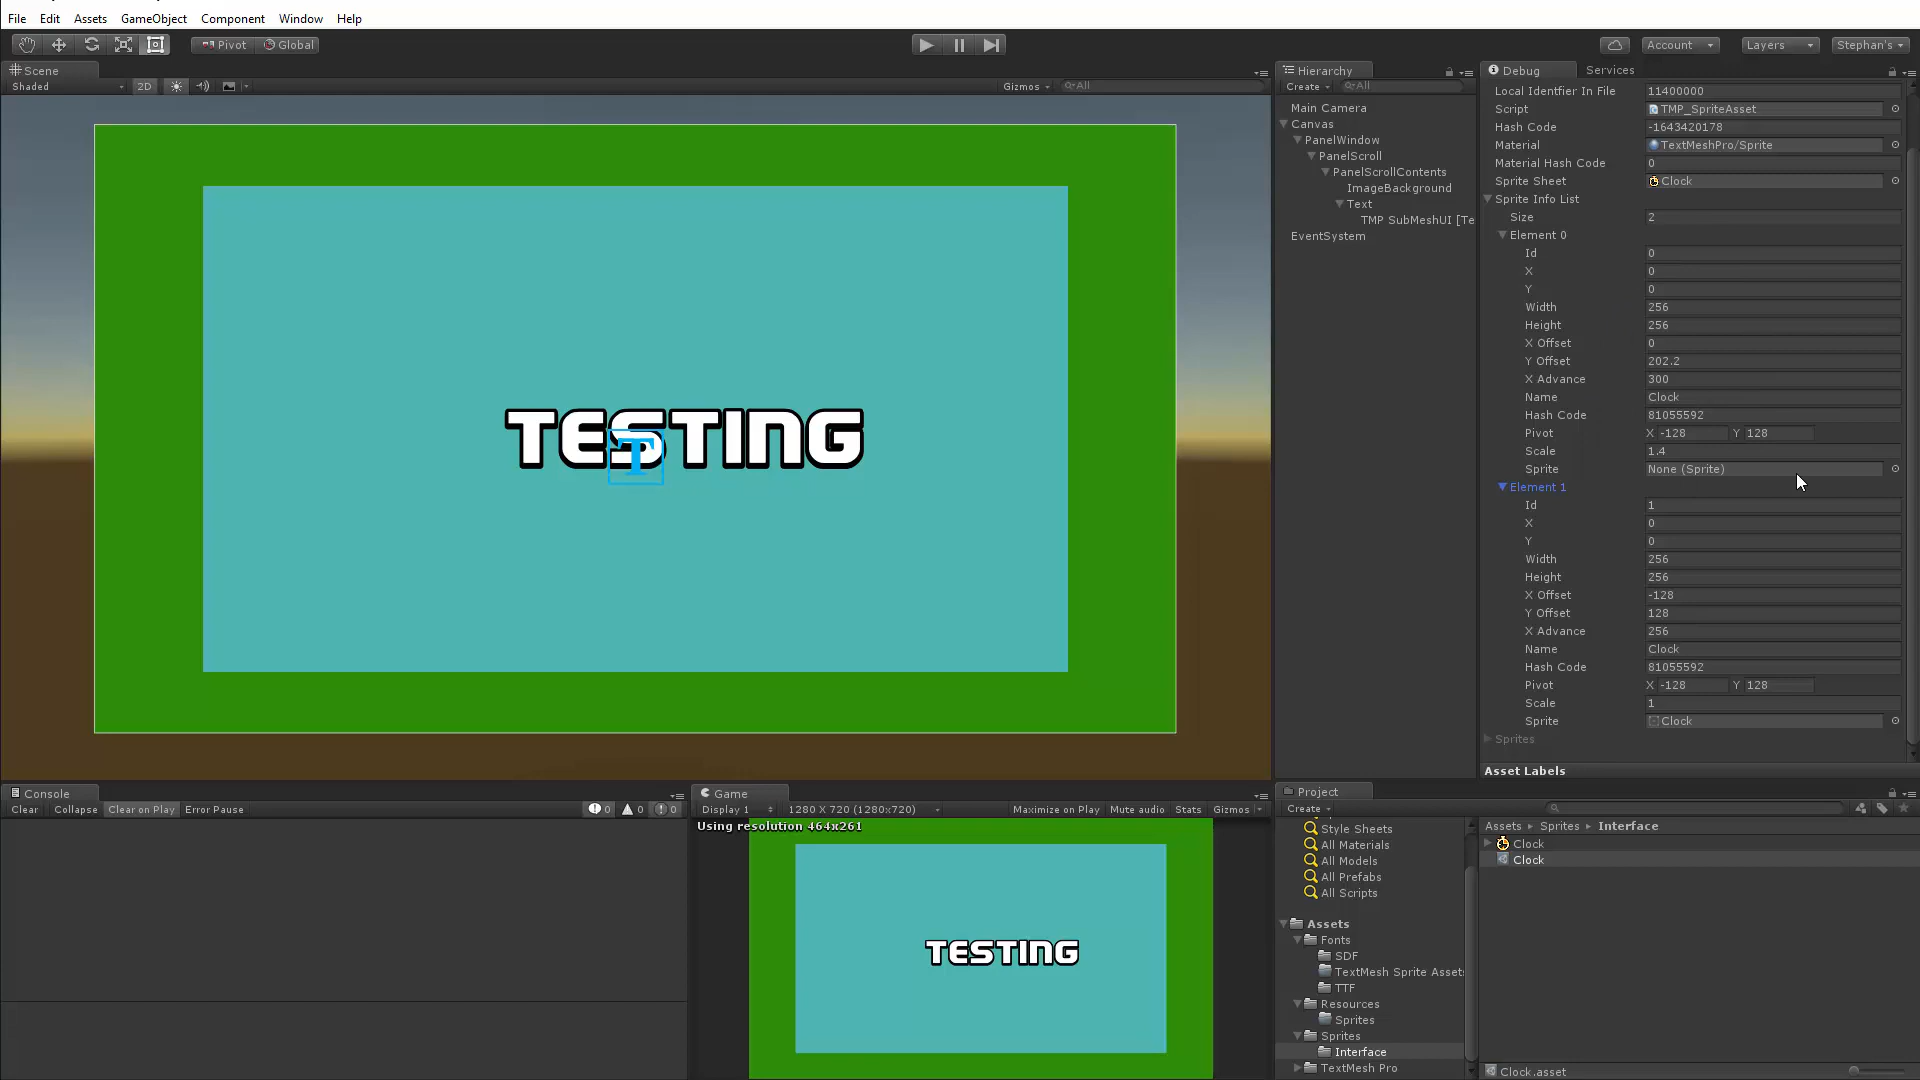 File Edit Assets GameObject Component Window Help
Pivot Global
Account Layers Stephan's
Scene
Shaded 2D Gizmos All
TESTING
T
Hierarchy
Create All
Main Camera
Canvas
PanelWindow
PanelScroll
PanelScrollContents
ImageBackground
Text
TMP SubMeshUI [Te
EventSystem
Debug Services
Local Identfier In File 11400000
Script TMP_SpriteAsset
Hash Code -1643420178
Material TextMeshPro/Sprite
Material Hash Code 0
Sprite Sheet Clock
Sprite Info List
Size 2
Element 0
Id 0
X 0
Y 0
Width 256
Height 256
X Offset 0
Y Offset 202.2
X Advance 300
Name Clock
Hash Code 81055592
Pivot X -128 Y 128
Scale 1.4
Sprite None (Sprite)
Element 1
Id 1
X 0
Y 0
Width 256
Height 256
X Offset -128
Y Offset 128
X Advance 256
Name Clock
Hash Code 81055592
Pivot X -128 Y 128
Scale 1
Sprite Clock
Sprites
Asset Labels
Console
Clear Collapse Clear on Play Error Pause 0 0 0
Game
Display 1 1280 X 720 (1280x720) Maximize on Play Mute audio Stats Gizmos
Using resolution 464x261
TESTING
Project
Create
Style Sheets
All Materials
All Models
All Prefabs
All Scripts
Assets
Fonts
SDF
TextMesh Sprite Assets
TTF
Resources
Sprites
Sprites
Interface
TextMesh Pro
Assets Sprites Interface
Clock
Clock
Clock.asset